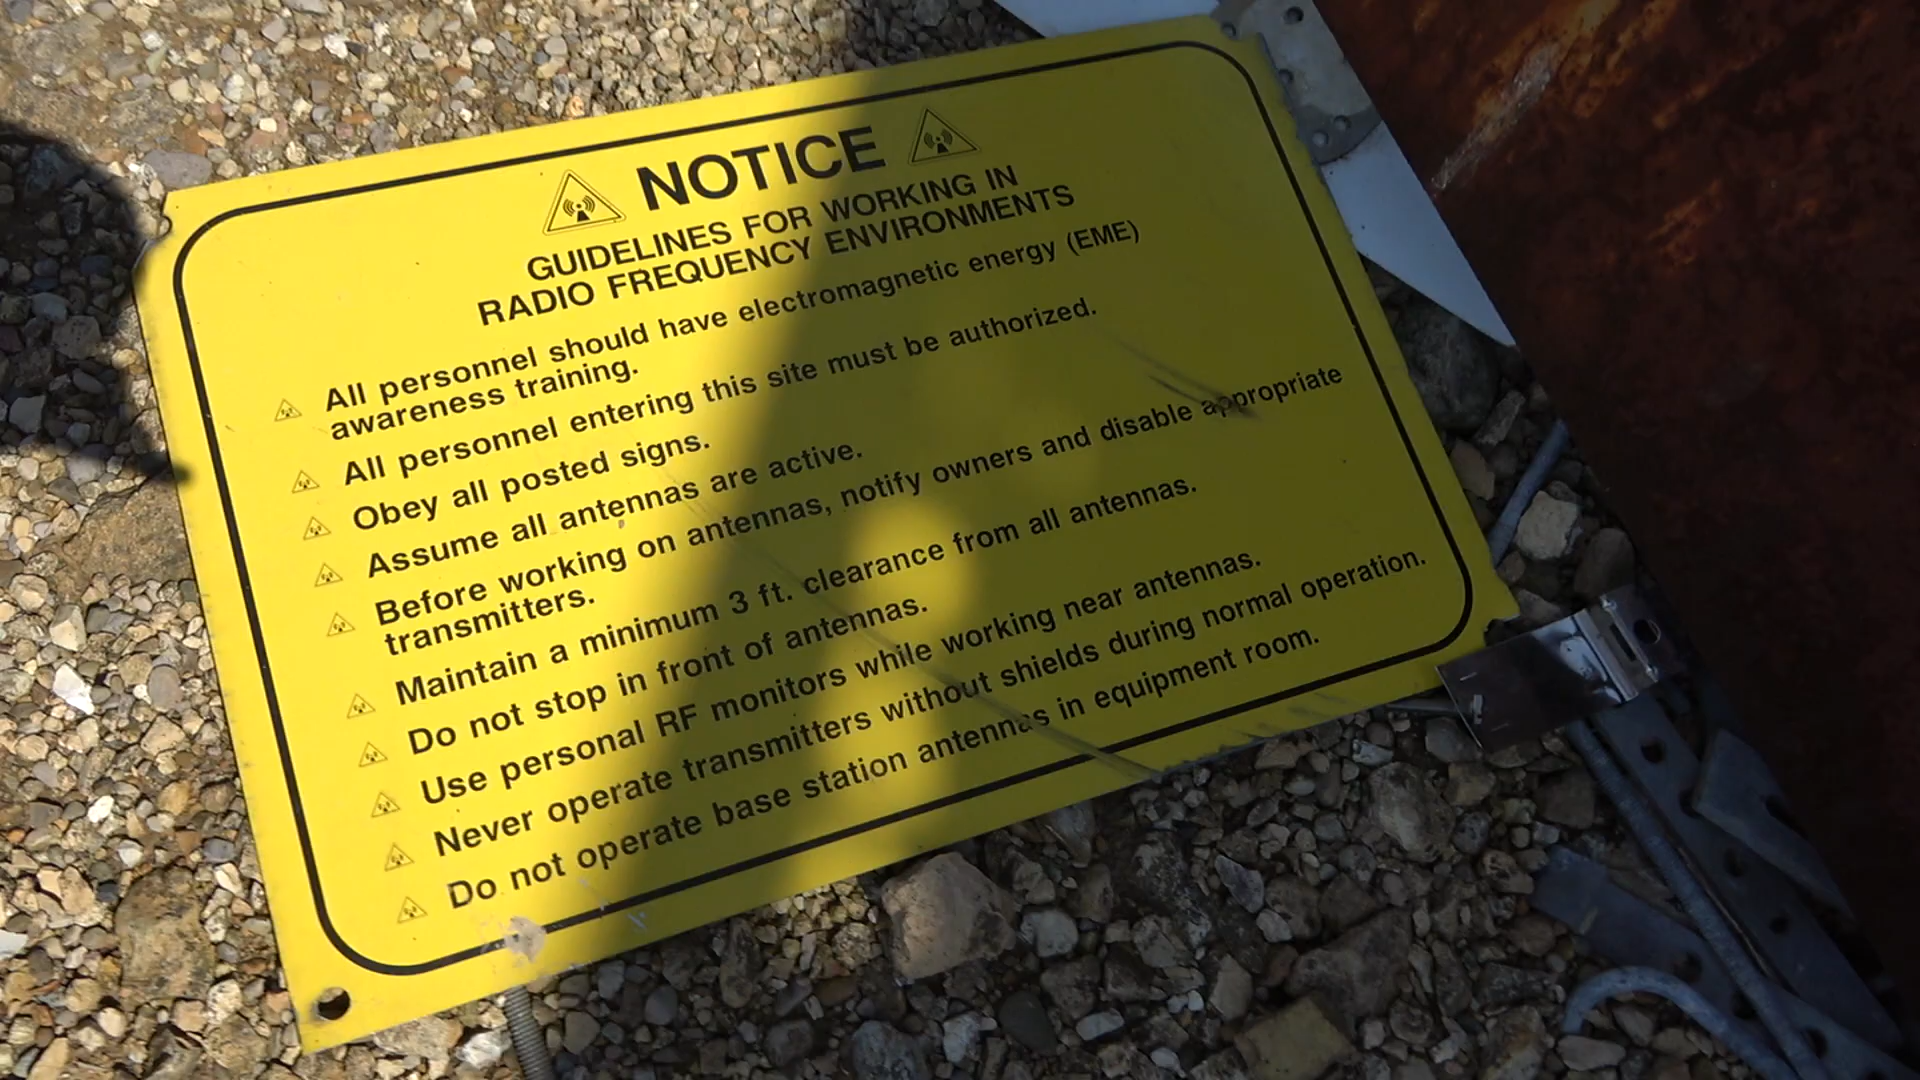 NOTICE
GUIDELINES FOR WORKING IN
RADIO FREQUENCY ENVIRONMENTS
All personnel should have electromagnetic energy (EME)
awareness training.
All personnel entering this site must be authorized.
Obey all posted signs.
Assume all antennas are active.
Before working on antennas, notify owners and disable appropriate
transmitters.
Maintain a minimum 3 ft. clearance from all antennas.
Do not stop in front of antennas.
Use personal RF monitors while working near antennas.
Never operate transmitters without shields during normal operation.
Do not operate base station antennas in equipment room.